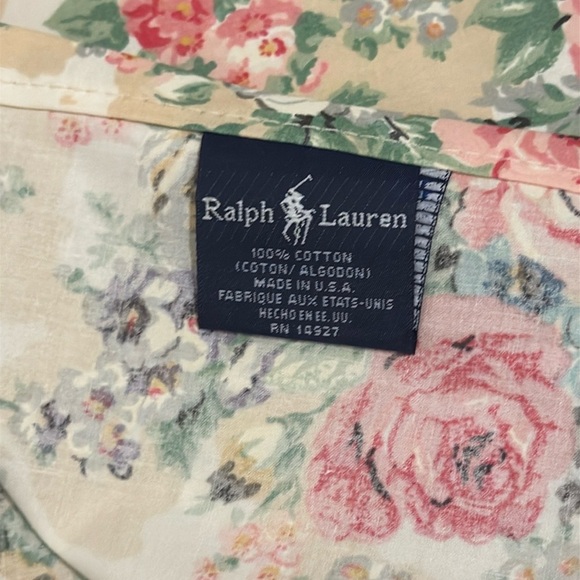 Ralph Lauren
100% COTTON
(COTON/ ALGODON)
MADE IN U.S.A.
FABRIQUE AUX ETATS-UNIS
HECHO EN EE. UU.
RN 14927